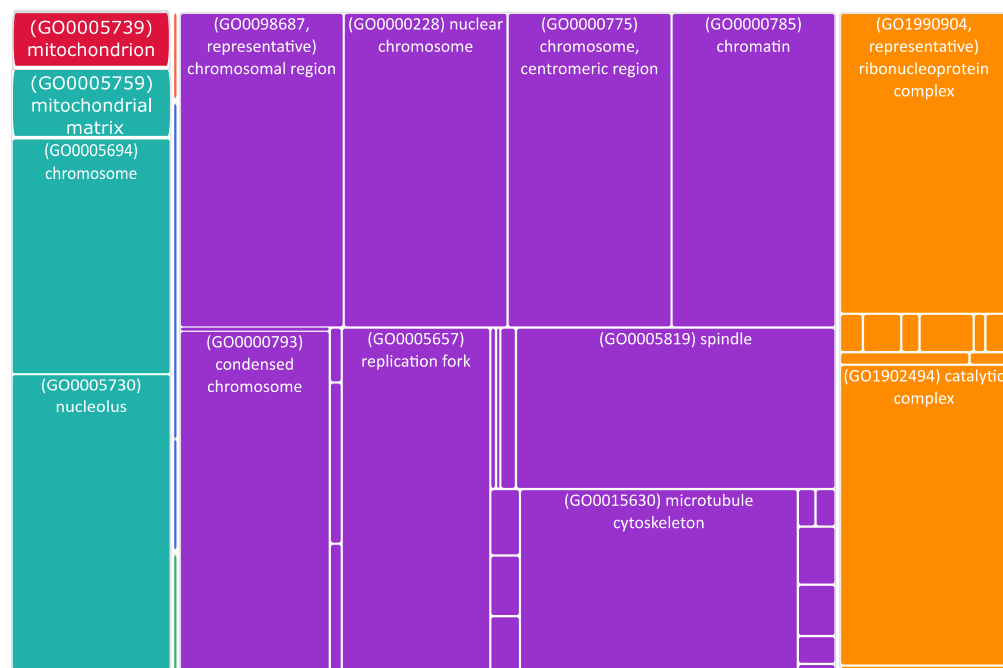 (GO0005739)
mitochondrion
(GO0005759)
mitochondrial
matrix
(GO0005694)
chromosome
(GO0005730)
nucleolus
(GO0098687,
representative)
chromosomal region
(GO0000228) nuclear
chromosome
(GO0000775)
chromosome,
centromeric region
(GO0000785)
chromatin
(GO0000793)
condensed
chromosome
(GO0005657)
replication fork
(GO0005819) spindle
(GO0015630) microtubule
cytoskeleton
(GO1990904,
representative)
ribonucleoprotein
complex
(GO1902494) catalytic
complex